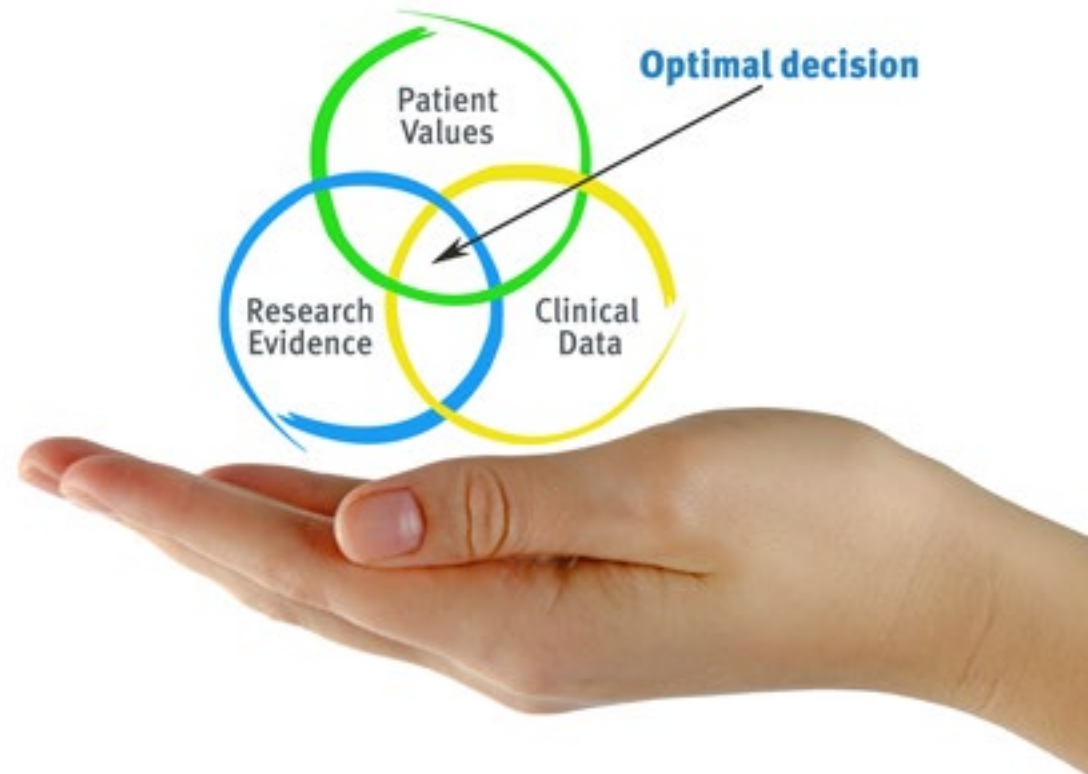 Optimal decision
Patient
Values
Research
Evidence
Clinical
Data